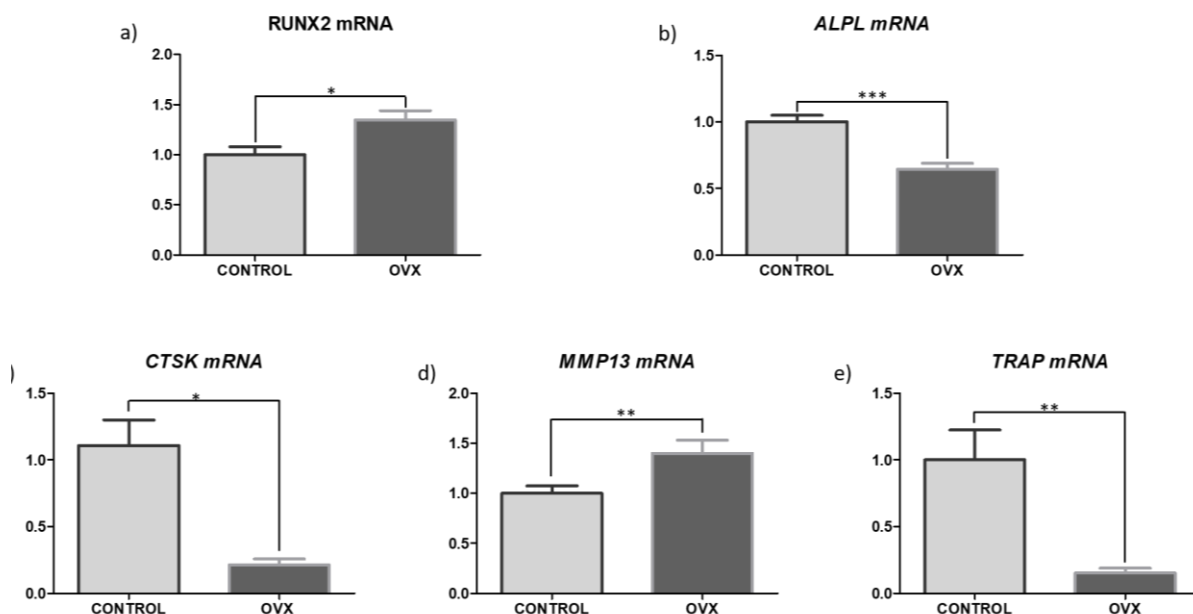 a)
RUNX2 mRNA
2.0
1.5
1.0
0.5
0.0
*
CONTROL
OVX
b)
ALPL mRNA
1.5
1.0
0.5
0.0
***
CONTROL
OVX
)
CTSK mRNA
1.5
1.0
0.5
0.0
*
CONTROL
OVX
d)
MMP13 mRNA
2.0
1.5
1.0
0.5
0.0
**
CONTROL
OVX
e)
TRAP mRNA
1.5
1.0
0.5
0.0
**
CONTROL
OVX